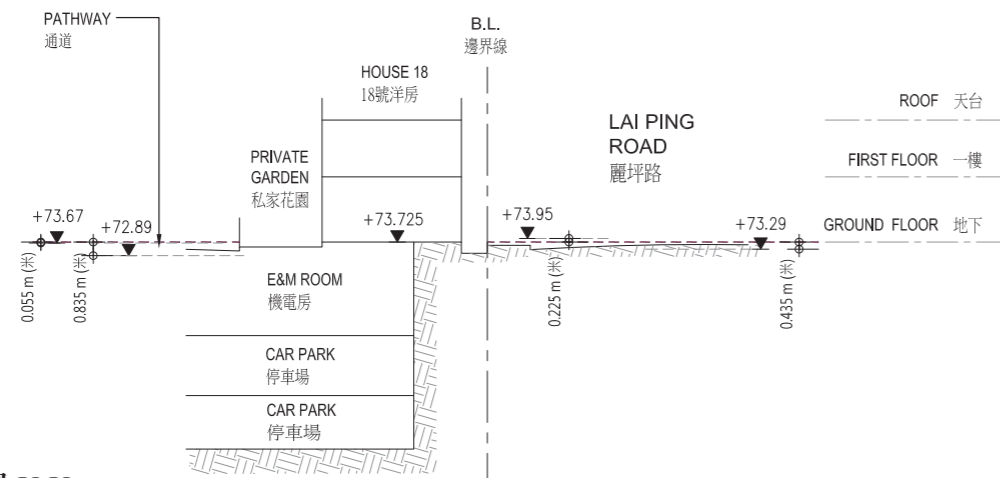 PATHWAY
通道
B.L.
邊界線
HOUSE 18
18號洋房
ROOF 天台
LAI PING
ROAD
麗坪路
PRIVATE
GARDEN
私家花園
FIRST FLOOR 一樓
+73.67
+72.89
+73.725
+73.95
+73.29
GROUND FLOOR 地下
0.055 m (米)
0.835 m (米)
0.225 m (米)
0.435 m (米)
E&M ROOM
機電房
CAR PARK
停車場
CAR PARK
停車場